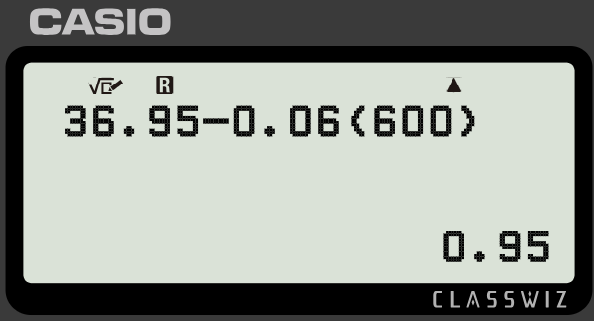 CASIO
√ R ▲
36.95−0.06(600)
0.95
CLASSWIZ